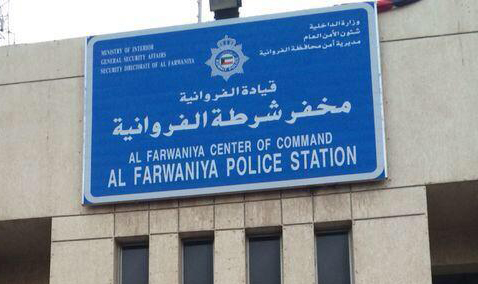 MINISTRY OF INTERIOR
GENERAL SECURITY AFFAIRS
SECURITY DIRECTORATE OF AL FARWANIYA
وزارة الداخلية
شئون الأمن العام
مديرية أمن محافظة الفروانية
قيادة الفروانية
مخفر شرطة الفروانية
AL FARWANIYA CENTER OF COMMAND
AL FARWANIYA POLICE STATION